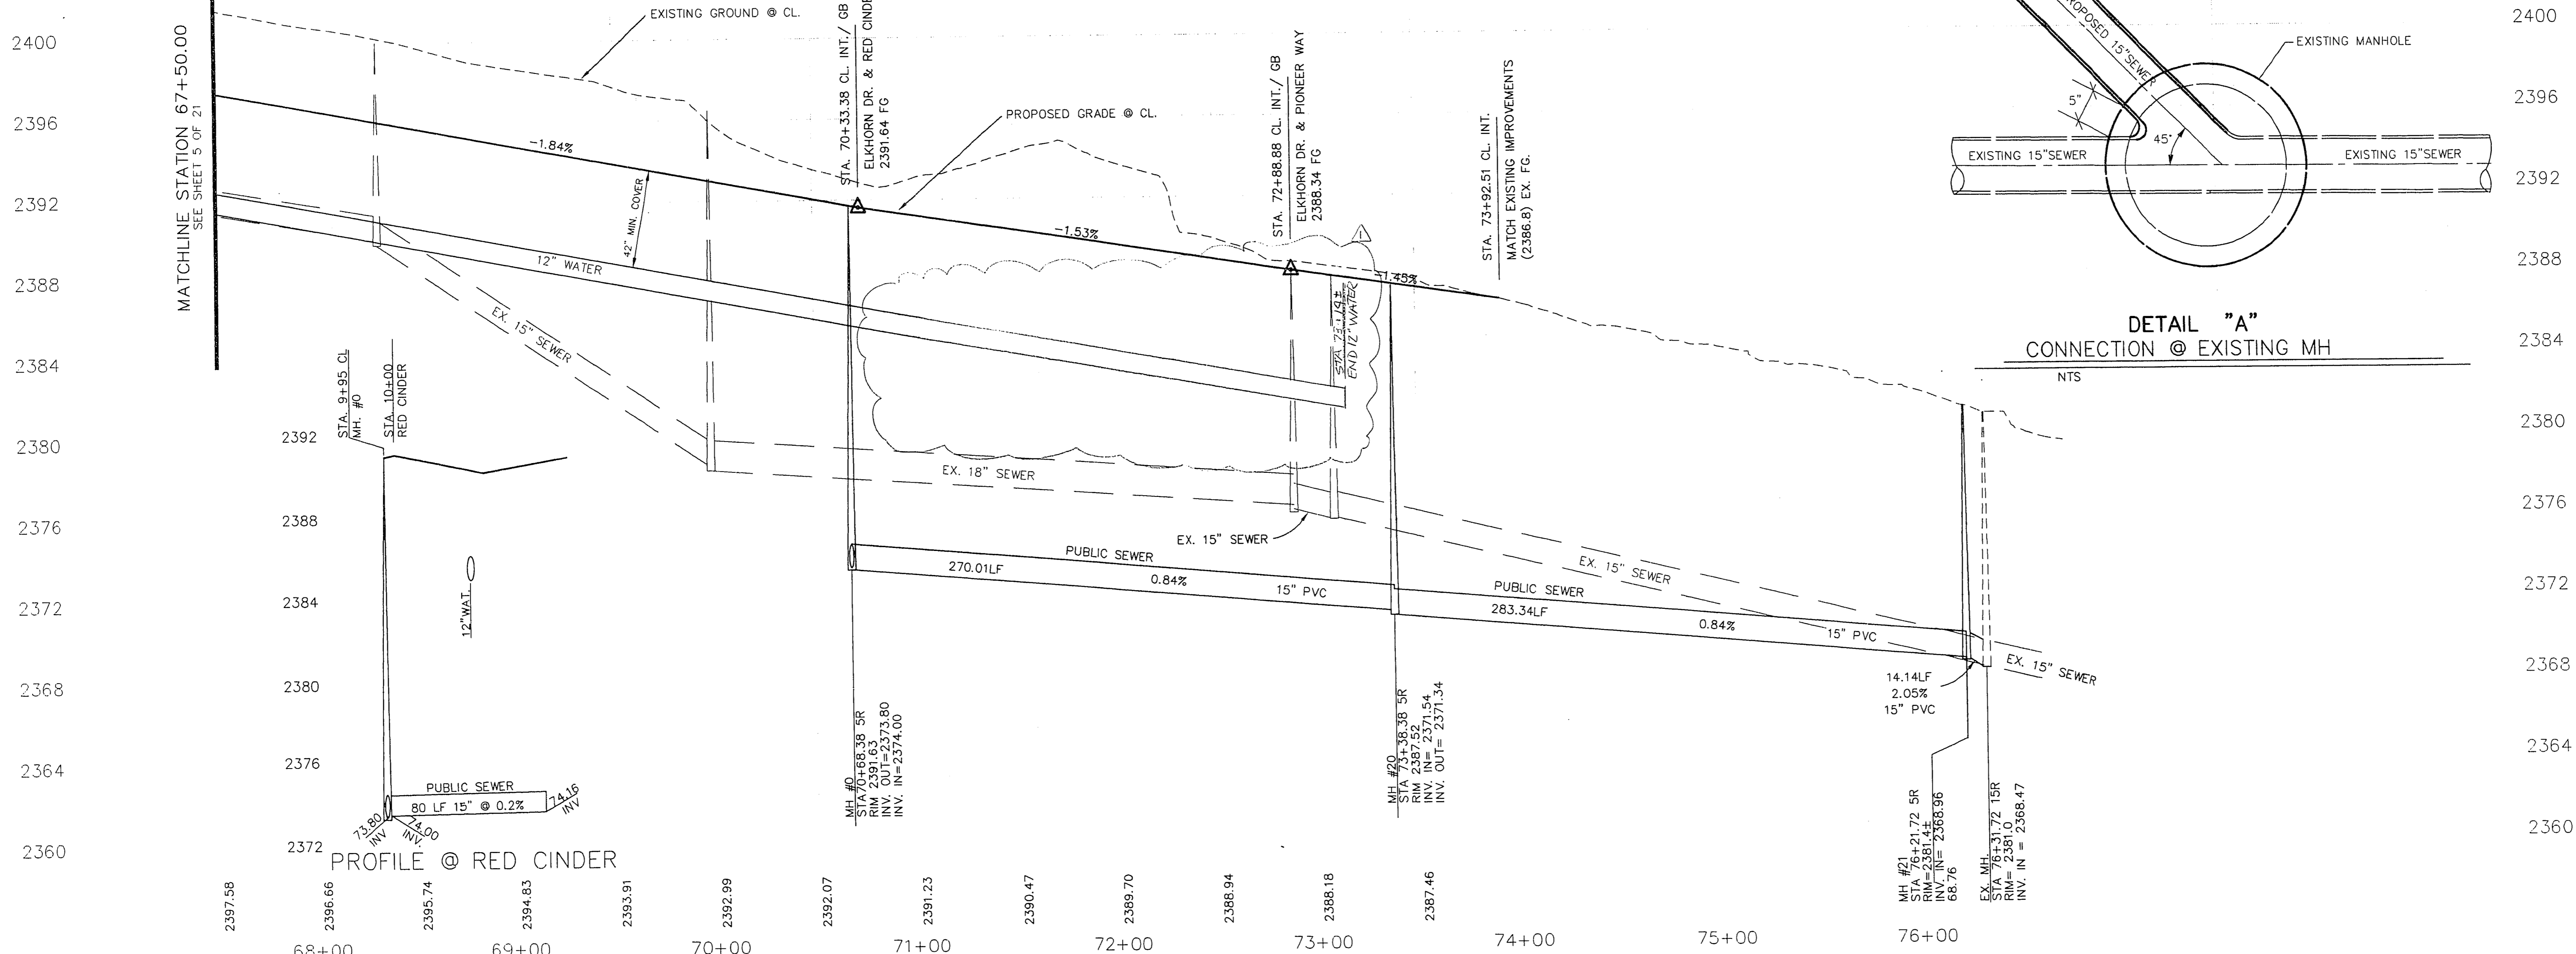 2400
2396
2392
2388
2384
2380
2376
2372
2368
2364
2360
MATCHLINE STATION 67+50.00
SEE SHEET 5 OF 21
EXISTING GROUND @ CL.
STA. 70+33.38 CL. INT./ GB
ELKHORN DR. & RED CINDE
2391.64 FG
PROPOSED GRADE @ CL.
-1.84%
42" MIN. COVER
12" WATER
-1.53%
STA. 72+88.88 CL. INT./ GB
ELKHORN DR. & PIONEER WAY
2388.34 FG
1
-1.45%
STA. 73+92.51 CL. INT.
MATCH EXISTING IMPROVEMENTS
(2386.8) EX. FG.
END 12" WATER
EX. 15"
SEWER
EX. 18" SEWER
EX. 15" SEWER
EX. 15" SEWER
EX. 15" SEWER
PUBLIC SEWER
270.01LF
0.84%
15" PVC
PUBLIC SEWER
283.34LF
0.84%
15" PVC
14.14LF
2.05%
15" PVC
MH #0
STA70+68.38 5R
RIM 2391.63
INV. OUT=2373.80
INV. IN=2374.00
MH #20
STA 73+38.38 5R
RIM 2387.52
INV. IN= 2371.54
INV. OUT= 2371.34
MH #21
STA 76+21.72 5R
RIM=2381.4±
INV. IN= 2368.96
68.76
EX. MH.
STA 76+31.72 15R
RIM= 2381.0
INV. IN = 2368.47
STA. 9+95 CL
MH. #0
STA. 10+00
RED CINDER
2392
2388
2384
2380
2376
2372
12"WAT.
PUBLIC SEWER
80 LF 15" @ 0.2%
73.80
INV
74.00
INV.
74.16
INV
PROFILE @ RED CINDER
2397.58
2396.66
2395.74
2394.83
2393.91
2392.99
2392.07
2391.23
2390.47
2389.70
2388.94
2388.18
2387.46
68+00
69+00
70+00
71+00
72+00
73+00
74+00
75+00
76+00
PROPOSED 15"SEWER
EXISTING MANHOLE
5"
45°
EXISTING 15"SEWER
EXISTING 15"SEWER
DETAIL "A"
CONNECTION @ EXISTING MH
NTS
2400
2396
2392
2388
2384
2380
2376
2372
2368
2364
2360